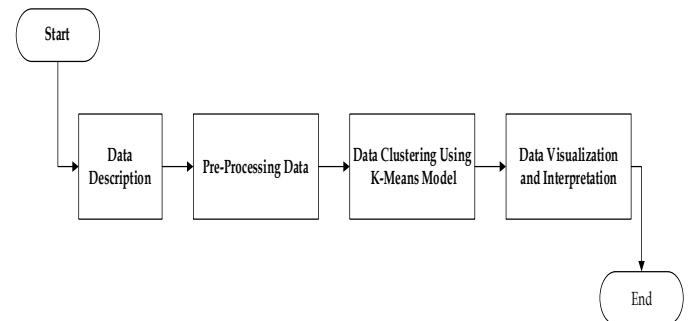 Start
Data
Description
Pre-Processing Data
Data Clustering Using
K-Means Model
Data Visualization
and Interpretation
End